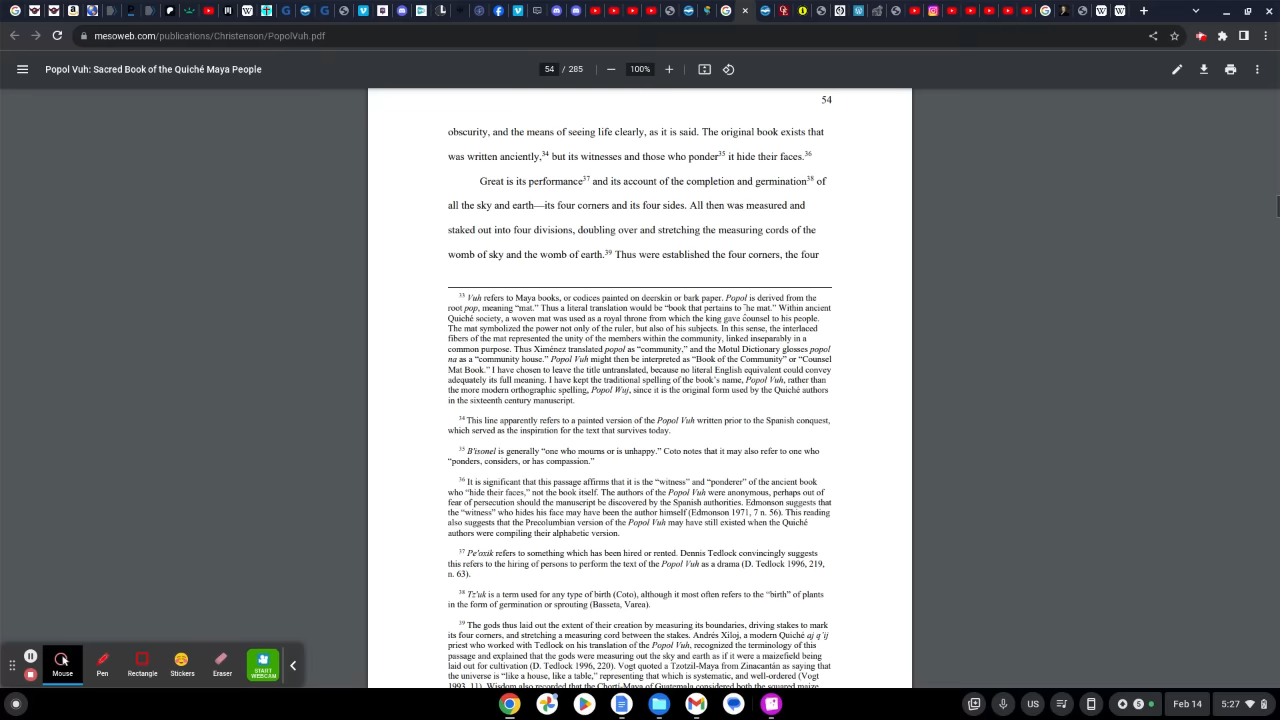 mesoweb.com/publications/Christenson/PopolVuh.pdf
Popol Vuh: Sacred Book of the Quiché Maya People
54 / 285
100%
54
obscurity, and the means of seeing life clearly, as it is said. The original book exists that
was written anciently,34 but its witnesses and those who ponder35 it hide their faces.36
Great is its performance37 and its account of the completion and germination38 of
all the sky and earth—its four corners and its four sides. All then was measured and
staked out into four divisions, doubling over and stretching the measuring cords of the
womb of sky and the womb of earth.39 Thus were established the four corners, the four
33 Vuh refers to Maya books, or codices painted on deerskin or bark paper. Popol is derived from the
root pop, meaning “mat.” Thus a literal translation would be “book that pertains to the mat.” Within ancient
Quiché society, a woven mat was used as a royal throne from which the king gave counsel to his people.
The mat symbolized the power not only of the ruler, but also of his subjects. In this sense, the interlaced
fibers of the mat represented the unity of the members within the community, linked inseparably in a
common purpose. Thus Ximénez translated popol as “community,” and the Motul Dictionary glosses popol
na as a “community house.” Popol Vuh might then be interpreted as “Book of the Community” or “Counsel
Mat Book.” I have chosen to leave the title untranslated, because no literal English equivalent could convey
adequately its full meaning. I have kept the traditional spelling of the book’s name, Popol Vuh, rather than
the more modern orthographic spelling, Popol Wuj, since it is the original form used by the Quiché authors
in the sixteenth century manuscript.
34 This line apparently refers to a painted version of the Popol Vuh written prior to the Spanish conquest,
which served as the inspiration for the text that survives today.
35 B’isonel is generally “one who mourns or is unhappy.” Coto notes that it may also refer to one who
“ponders, considers, or has compassion.”
36 It is significant that this passage affirms that it is the “witness” and “ponderer” of the ancient book
who “hide their faces,” not the book itself. The authors of the Popol Vuh were anonymous, perhaps out of
fear of persecution should the manuscript be discovered by the Spanish authorities. Edmonson suggests that
the “witness” who hides his face may have been the author himself (Edmonson 1971, 7 n. 56). This reading
also suggests that the Precolumbian version of the Popol Vuh may have still existed when the Quiché
authors were compiling their alphabetic version.
37 Pe’oxik refers to something which has been hired or rented. Dennis Tedlock convincingly suggests
this refers to the hiring of persons to perform the text of the Popol Vuh as a drama (D. Tedlock 1996, 219,
n. 63).
38 Tz’uk is a term used for any type of birth (Coto), although it most often refers to the “birth” of plants
in the form of germination or sprouting (Basseta, Varea).
39 The gods thus laid out the extent of their creation by measuring its boundaries, driving stakes to mark
its four corners, and stretching a measuring cord between the stakes. Andrés Xiloj, a modern Quiché aj q’ij
priest who worked with Tedlock on his translation of the Popol Vuh, recognized the terminology of this
passage and explained that the gods were measuring out the sky and earth as if it were a maizefield being
laid out for cultivation (D. Tedlock 1996, 220). Vogt quoted a Tzotzil-Maya from Zinacantán as saying that
the universe is “like a house, like a table,” representing that which is systematic, and well-ordered (Vogt
1993, 11). Wisdom also recorded that the Chortí-Maya of Guatemala considered both the squared maize
Mouse
Pen
Rectangle
Stickers
Eraser
START
WEBCAM
US
Feb 14
5:27